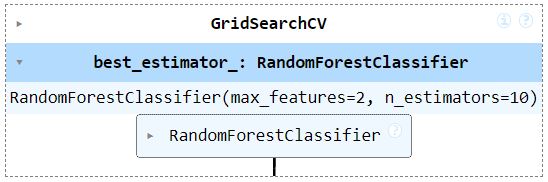 GridSearchCV
best_estimator_: RandomForestClassifier
RandomForestClassifier(max_features=2, n_estimators=10)
RandomForestClassifier